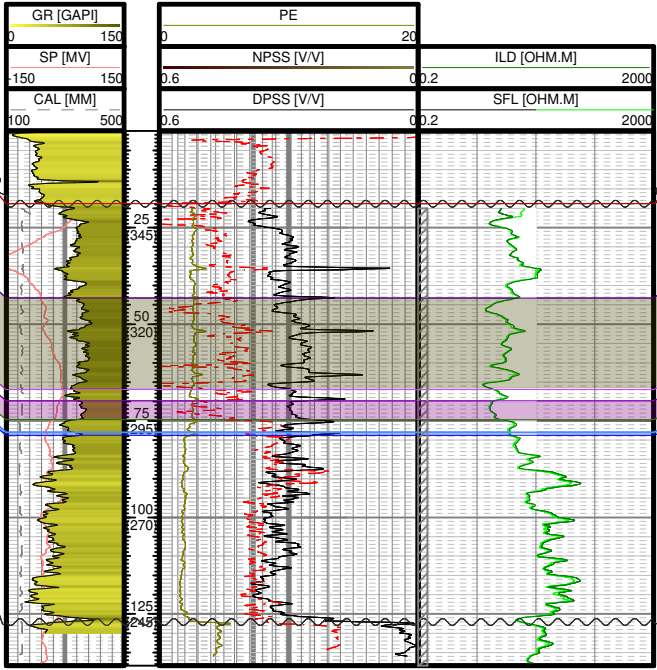 GR [GAPI]
0 150
SP [MV]
-150 150
CAL [MM]
100 500
PE
0 20
NPSS [V/V]
0.6 0
DPSS [V/V]
0.6 0
ILD [OHM.M]
0.2 2000
SFL [OHM.M]
0.2 2000
25
345
50
320
75
295
100
270
125
245